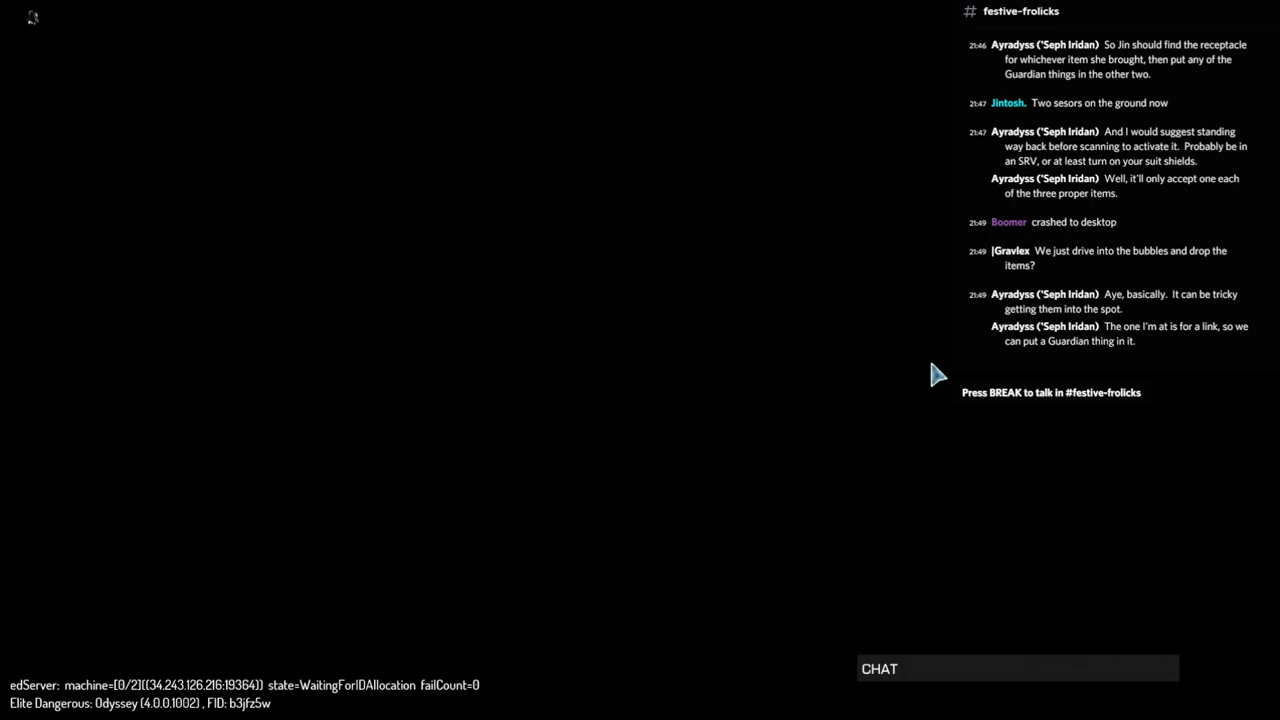 # festive-frolicks
21:46 Ayradyss (*Seph Iridan) So Jin should find the receptacle
for whichever item she brought, then put any of the
Guardian things in the other two.
21:47 Jintosh. Two sesors on the ground now
21:47 Ayradyss (*Seph Iridan) And I would suggest standing
way back before scanning to activate it. Probably be in
an SRV, or at least turn on your suit shields.
Ayradyss (*Seph Iridan) Well, it'll only accept one each
of the three proper items.
21:49 Boomer crashed to desktop
21:49 |Gravlex We just drive into the bubbles and drop the
items?
21:49 Ayradyss (*Seph Iridan) Aye, basically. It can be tricky
getting them into the spot.
Ayradyss (*Seph Iridan) The one I'm at is for a link, so we
can put a Guardian thing in it.
Press BREAK to talk in #festive-frolicks
CHAT
edServer: machine=[0/2]((34.243.126.216:19364)) state=WaitingForIDAllocation failCount=0
Elite Dangerous: Odyssey (4.0.0.1002) , FID: b3jfz5w